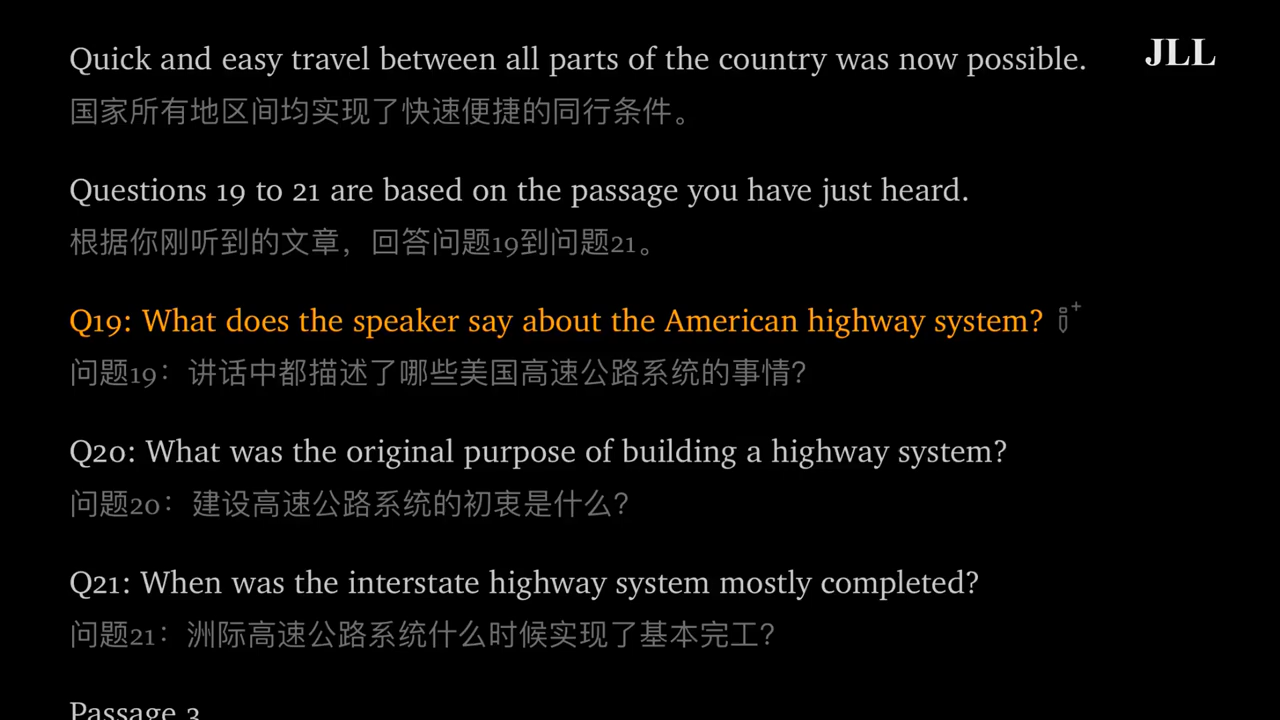 Quick and easy travel between all parts of the country was now possible.
JLL
国家所有地区间均实现了快速便捷的同行条件。
Questions 19 to 21 are based on the passage you have just heard.
根据你刚听到的文章，回答问题19到问题21。
Q19: What does the speaker say about the American highway system?
问题19：讲话中都描述了哪些美国高速公路系统的事情？
Q20: What was the original purpose of building a highway system?
问题20：建设高速公路系统的初衷是什么？
Q21: When was the interstate highway system mostly completed?
问题21：洲际高速公路系统什么时候实现了基本完工？
Passage 3